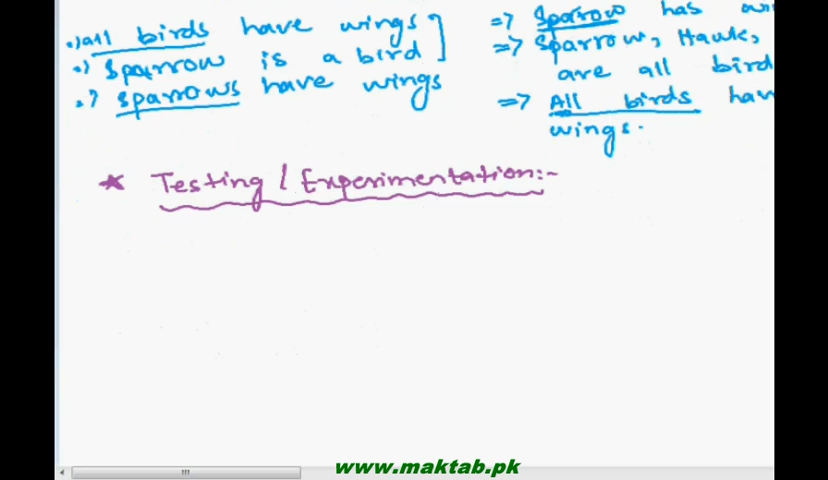 .) all birds have wings
.) Sparrow is a bird
.) sparrows have wings
=> Sparrow has
=> Sparrow, Hawk,
are all
=> All birds
wings.
* Testing / Experimentation:-
www.maktab.pk